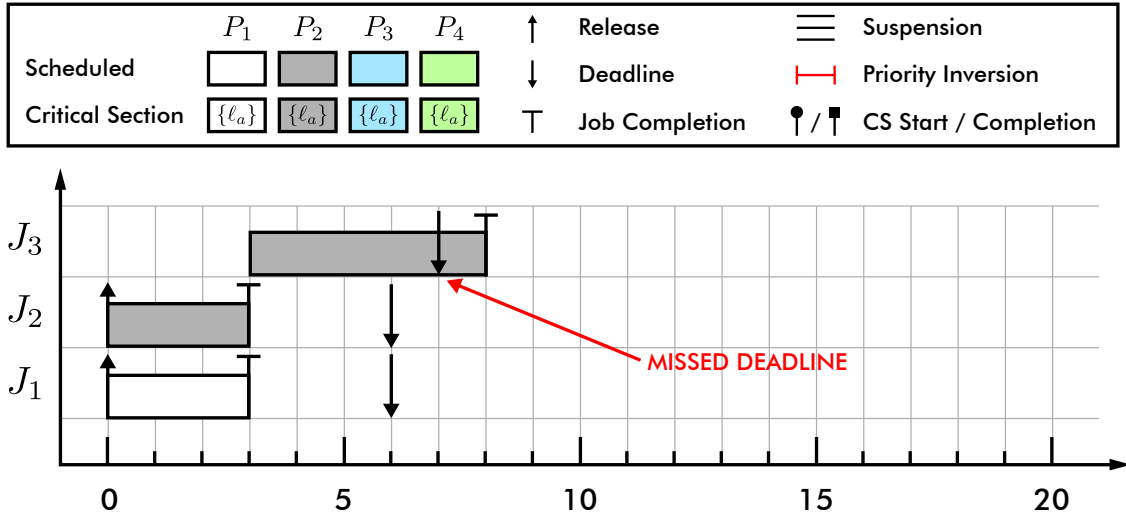 P₁ P₂ P₃ P₄
Release
Suspension
Scheduled
Deadline
Priority Inversion
Critical Section {ℓₐ} {ℓₐ} {ℓₐ} {ℓₐ}
Job Completion
/
CS Start / Completion
J₃
J₂
MISSED DEADLINE
J₁
0 5 10 15 20